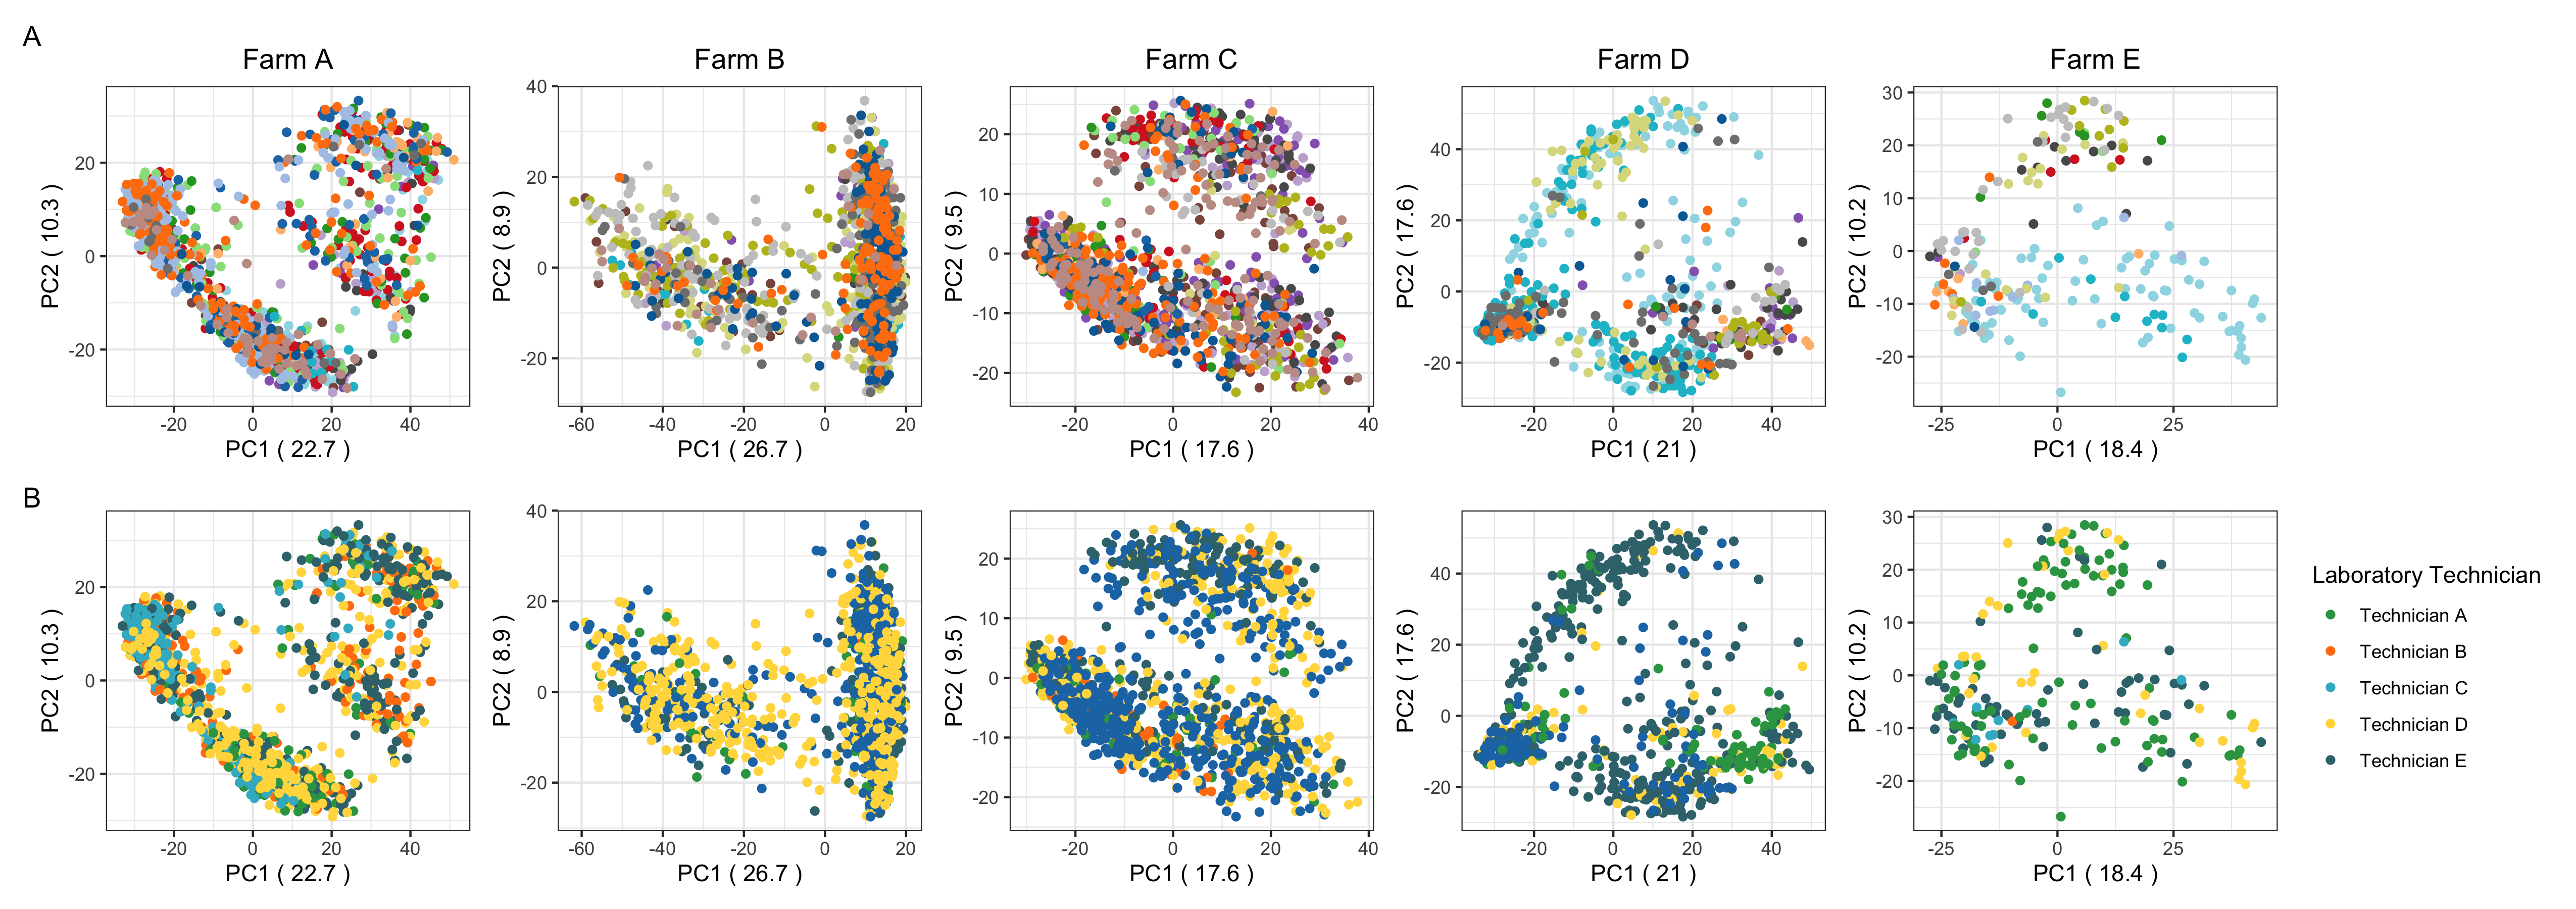 A
Farm A
Farm B
Farm C
Farm D
Farm E
20
0
-20
PC2 ( 10.3 )
-20
0
20
40
PC1 ( 22.7 )
40
20
0
-20
PC2 ( 8.9 )
-60
-40
-20
0
20
PC1 ( 26.7 )
20
10
0
-10
-20
PC2 ( 9.5 )
-20
0
20
40
PC1 ( 17.6 )
40
20
0
-20
PC2 ( 17.6 )
-20
0
20
40
PC1 ( 21 )
30
20
10
0
-10
-20
PC2 ( 10.2 )
-25
0
25
PC1 ( 18.4 )
B
20
0
-20
PC2 ( 10.3 )
-20
0
20
40
PC1 ( 22.7 )
40
20
0
-20
PC2 ( 8.9 )
-60
-40
-20
0
20
PC1 ( 26.7 )
20
10
0
-10
-20
PC2 ( 9.5 )
-20
0
20
40
PC1 ( 17.6 )
40
20
0
-20
PC2 ( 17.6 )
-20
0
20
40
PC1 ( 21 )
30
20
10
0
-10
-20
PC2 ( 10.2 )
-25
0
25
PC1 ( 18.4 )
Laboratory Technician
Technician A
Technician B
Technician C
Technician D
Technician E